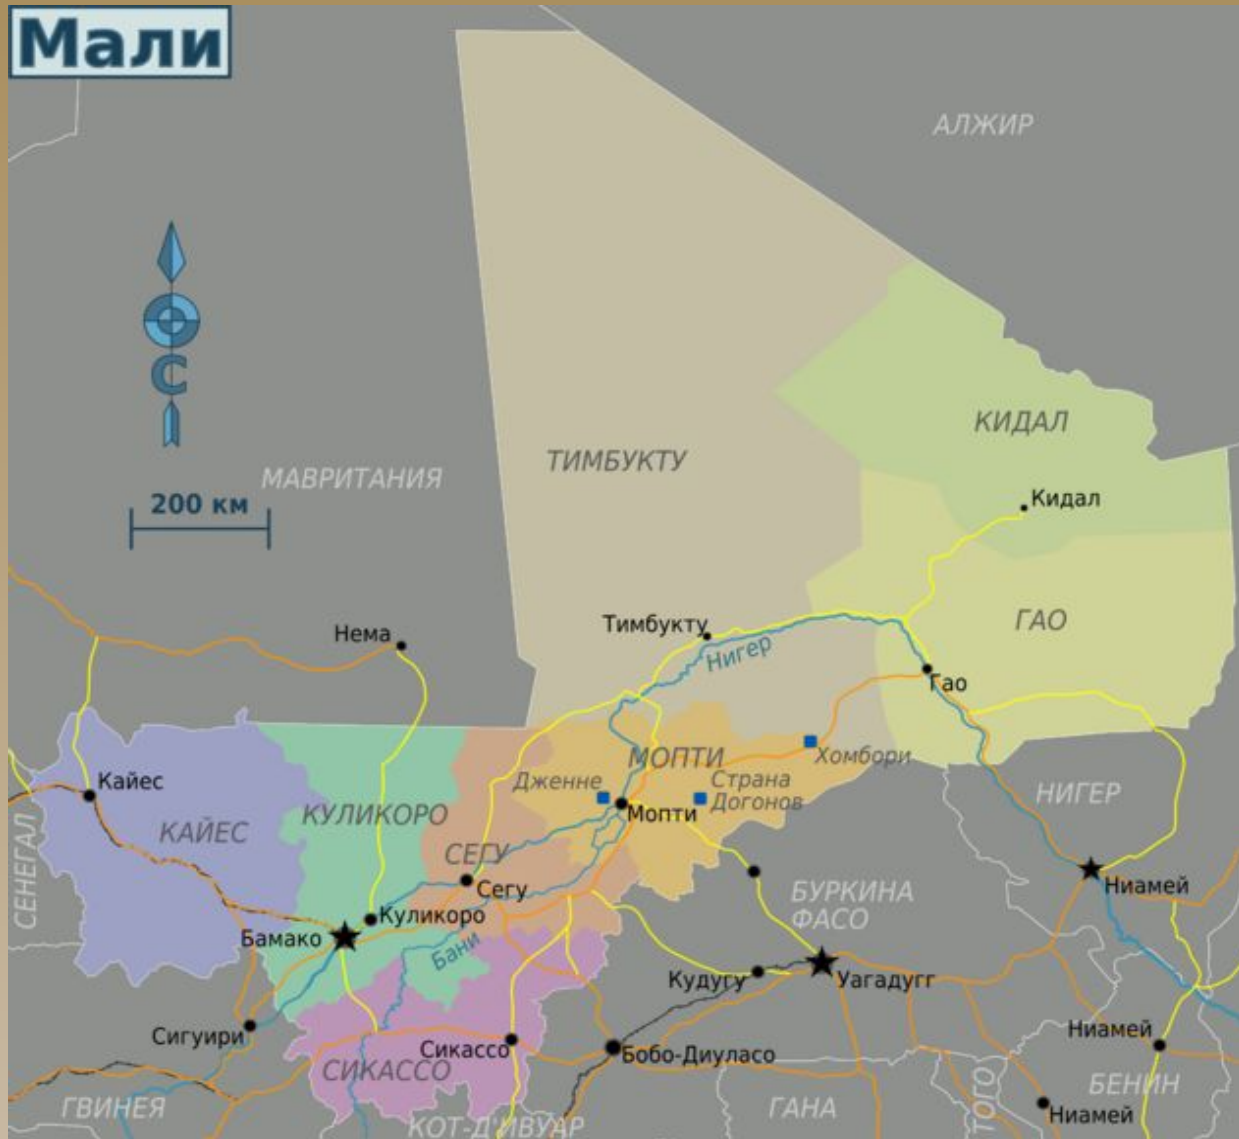 Мали
АЛЖИР
С
МАВРИТАНИЯ
200 км
ТИМБУКТУ
КИДАЛ
Кидал
ГАО
Нема
Тимбукту
Нигер
Гао
МОПТИ
Хомбори
Дженне
Страна
Догонов
Мопти
Кайес
КАЙЕС
КУЛИКОРО
СЕГУ
Сегу
НИГЕР
СЕНЕГАЛ
БУРКИНА
ФАСО
Ниамей
Куликоро
Бамако
Бани
Кудугу
Уагадугг
Сигуири
Сикассо
Бобо-Диуласо
Ниамей
СИКАССО
ГВИНЕЯ
КОТ-Д'ИВУАР
ГАНА
ТОГО
БЕНИН
Ниамей